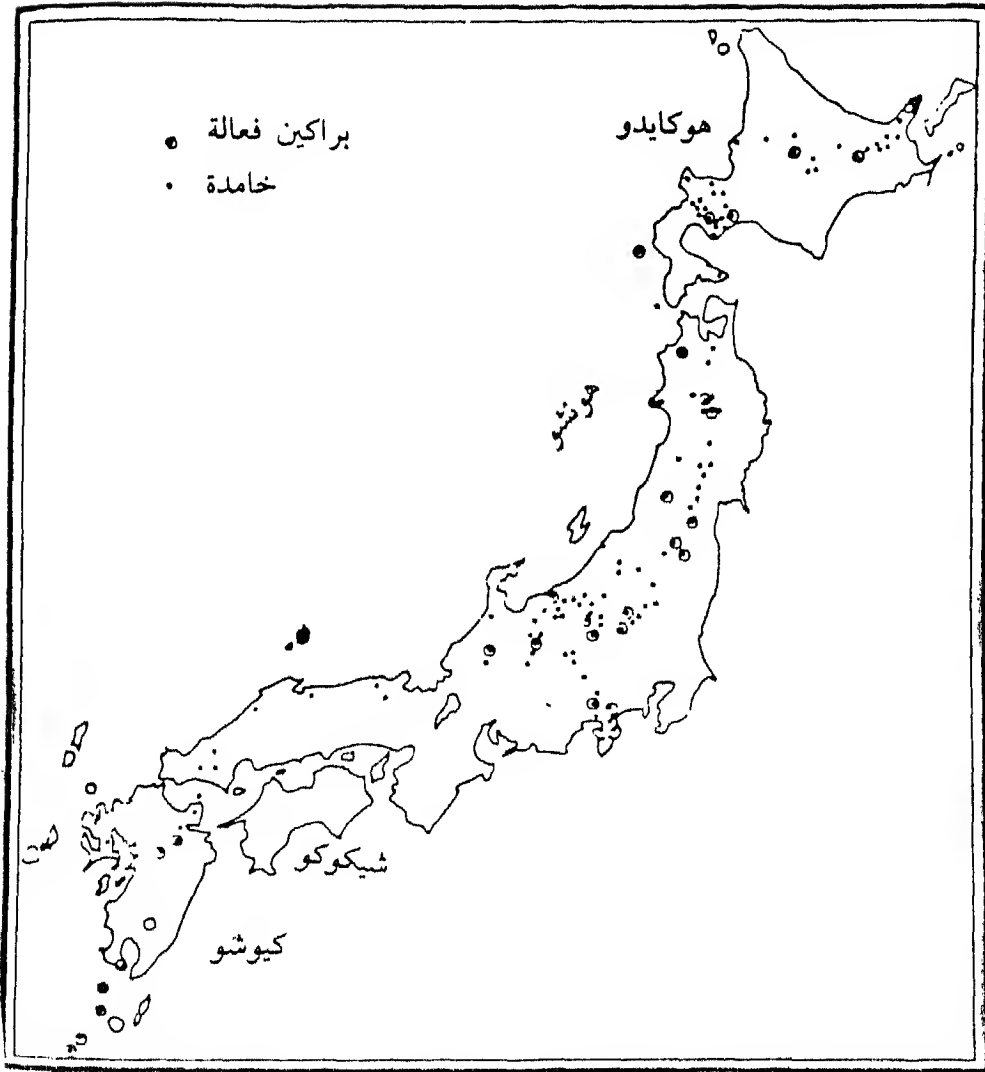 براكين فعالة
خامدة
هوكايدو
هونشو
شيكوكو
كيوشو